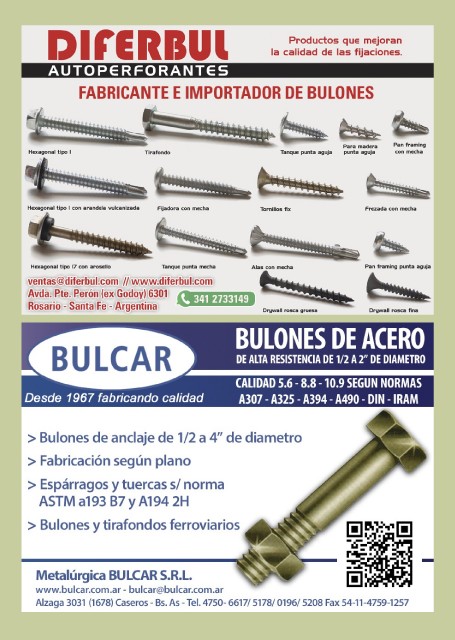 DIFERBUL
AUTOPERFORANTES
Productos que mejoran
la calidad de las fijaciones.
FABRICANTE E IMPORTADOR DE BULONES
Hexagonal tipo I
Tirafondo
Tanque punta aguja
Para madera
punta aguja
Pan framing
con mecha
Hexagonal tipo I con arandela vulcanizada
Fijadora con mecha
Tornillos fix
Frezada con mecha
Hexagonal tipo 17 con arosello
Tanque punta mecha
Alas con mecha
Pan framing punta aguja
Drywall rosca gruesa
Drywall rosca fina
ventas@diferbul.com // www.diferbul.com
Avda. Pte. Perón (ex Godoy) 6301
Rosario - Santa Fe - Argentina
341 2733149
BULCAR
Desde 1967 fabricando calidad
BULONES DE ACERO
DE ALTA RESISTENCIA DE 1/2 A 2" DE DIAMETRO
CALIDAD 5.6 - 8.8 - 10.9 SEGUN NORMAS
A307 - A325 - A394 - A490 - DIN - IRAM
> Bulones de anclaje de 1/2 a 4" de diametro
> Fabricación según plano
> Espárragos y tuercas s/ norma
ASTM a193 B7 y A194 2H
> Bulones y tirafondos ferroviarios
Metalúrgica BULCAR S.R.L.
www.bulcar.com.ar - bulcar@bulcar.com.ar
Alzaga 3031 (1678) Caseros - Bs. As - Tel. 4750- 6617/ 5178/ 0196/ 5208 Fax 54-11-4759-1257